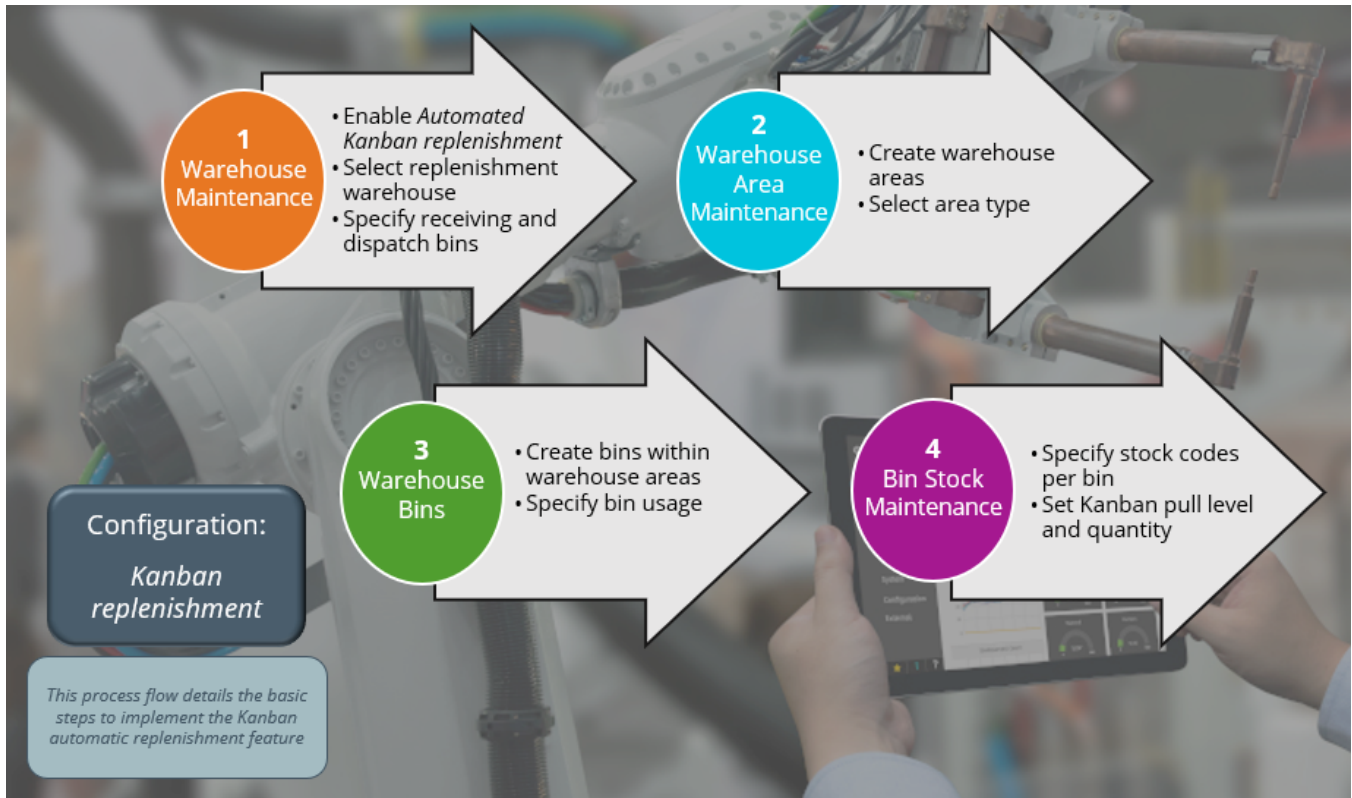 1
Warehouse
Maintenance
• Enable Automated
Kanban replenishment
• Select replenishment
warehouse
• Specify receiving and
dispatch bins
2
Warehouse
Area
Maintenance
• Create warehouse
areas
• Select area type
3
Warehouse
Bins
• Create bins within
warehouse areas
• Specify bin usage
4
Bin Stock
Maintenance
• Specify stock codes
per bin
• Set Kanban pull level
and quantity
Configuration:
Kanban
replenishment
This process flow details the basic
steps to implement the Kanban
automatic replenishment feature
System
Configuration